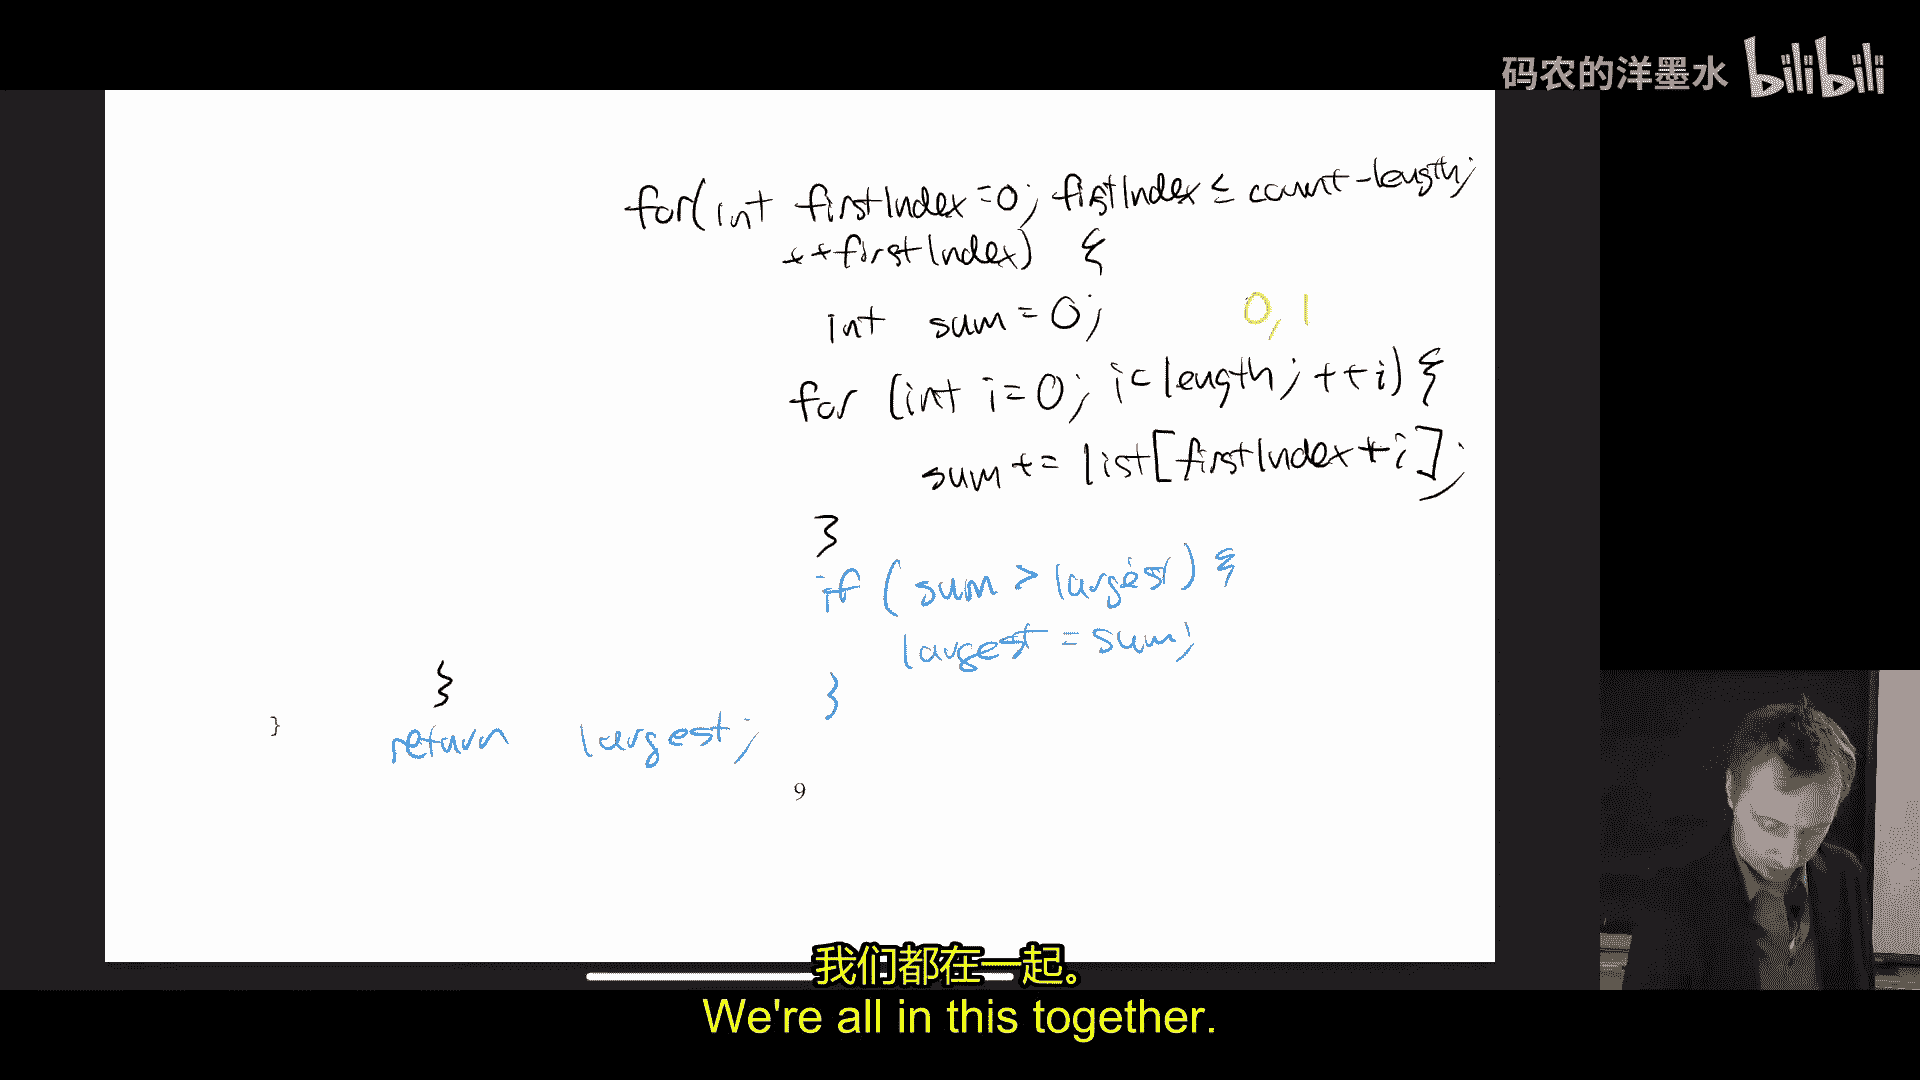 码农的洋墨水 bilibili
for(int firstIndex=0; firstIndex≤count-length;
++firstIndex) {
int sum=0;
0, 1
for (int i=0; i<length; ++i) {
sum += list[firstIndex+i];
}
if (sum > largest) {
largest = sum;
}
}
return largest;
}
9
我们都在一起。
We're all in this together.